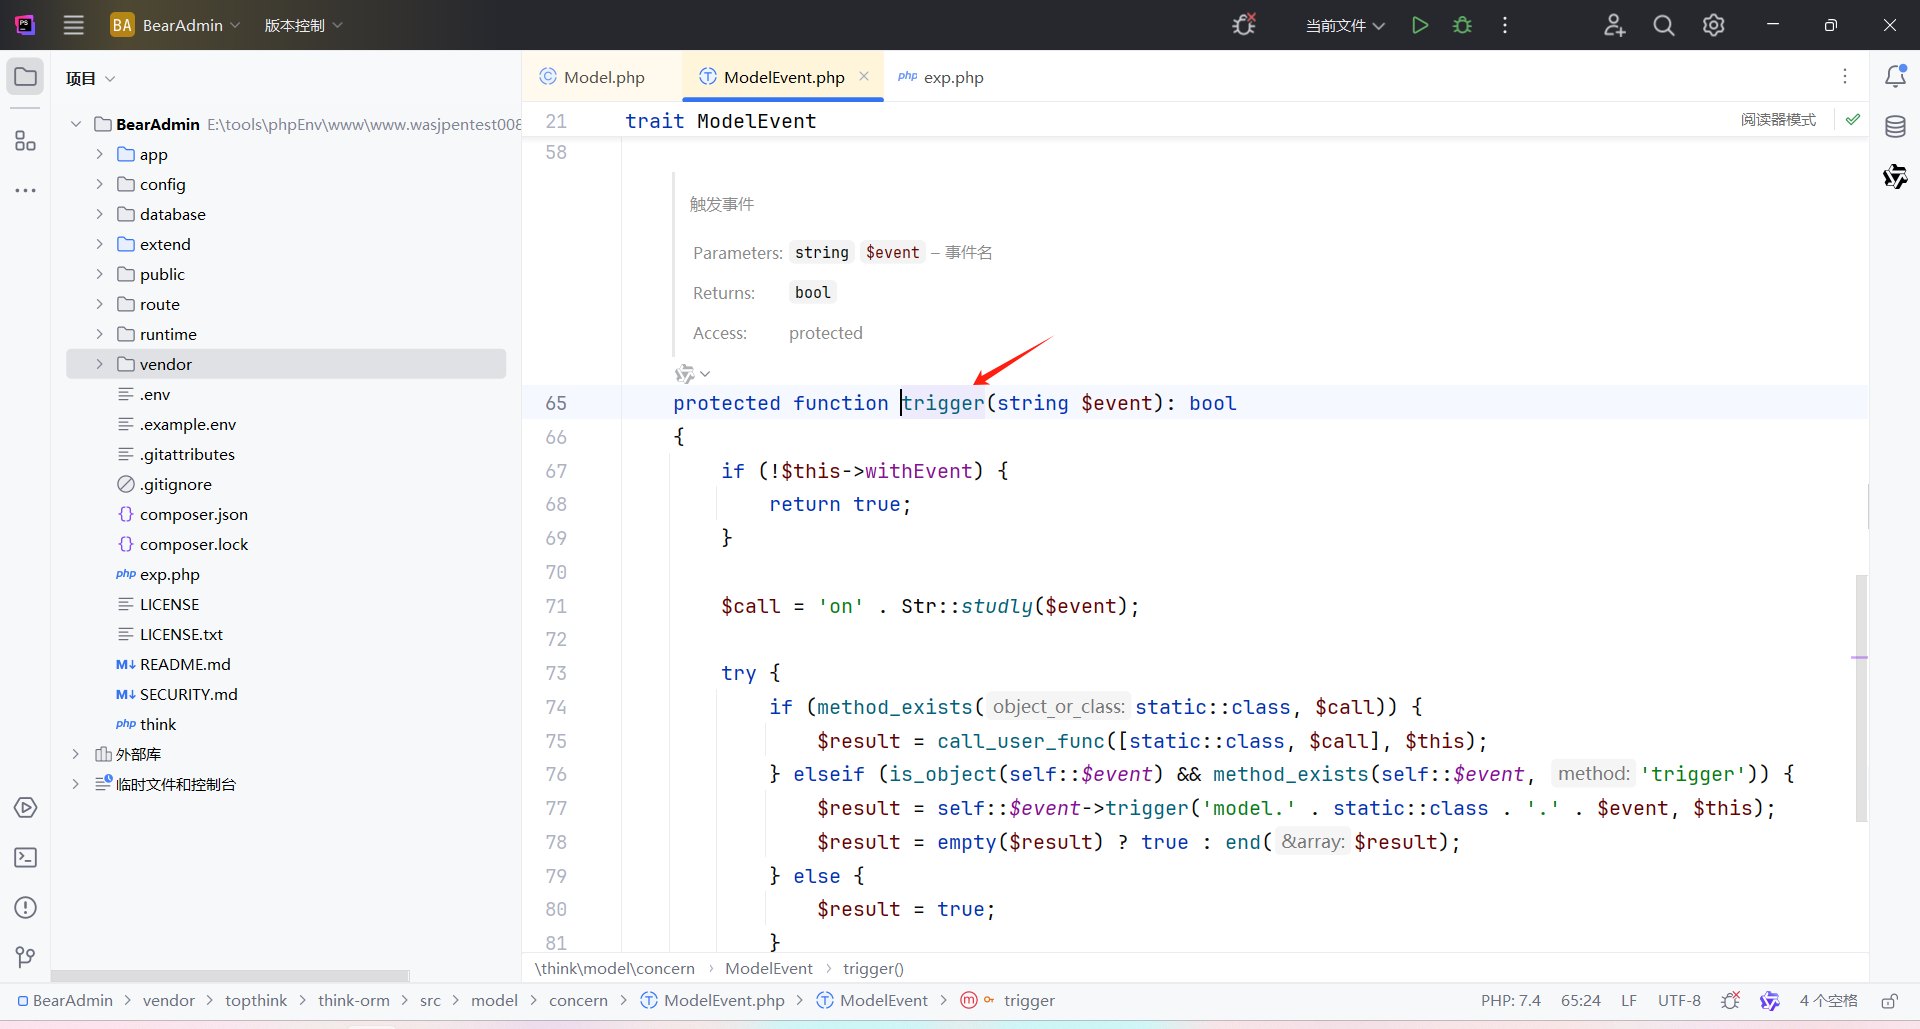 BA BearAdmin 版本控制 当前文件
项目
BearAdmin E:\tools\phpEnv\www\www.wasjpentest008
app
config
database
extend
public
route
runtime
vendor
.env
.example.env
.gitattributes
.gitignore
composer.json
composer.lock
php exp.php
LICENSE
LICENSE.txt
M↓ README.md
M↓ SECURITY.md
php think
外部库
临时文件和控制台
Model.php ModelEvent.php php exp.php
21 trait ModelEvent 阅读器模式
58
触发事件
Parameters: string $event – 事件名
Returns: bool
Access: protected
65 protected function trigger(string $event): bool
66 {
67 if (!$this->withEvent) {
68 return true;
69 }
70
71 $call = 'on' . Str::studly($event);
72
73 try {
74 if (method_exists( object_or_class: static::class, $call)) {
75 $result = call_user_func([static::class, $call], $this);
76 } elseif (is_object(self::$event) && method_exists(self::$event, method: 'trigger')) {
77 $result = self::$event->trigger('model.' . static::class . '.' . $event, $this);
78 $result = empty($result) ? true : end( &array: $result);
79 } else {
80 $result = true;
81 }
\think\model\concern › ModelEvent › trigger()
BearAdmin › vendor › topthink › think-orm › src › model › concern › ModelEvent.php › ModelEvent › m trigger PHP: 7.4 65:24 LF UTF-8 4 个空格